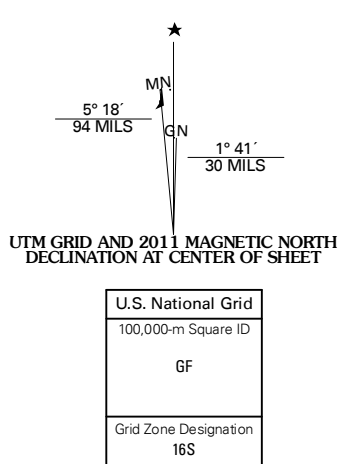 ★
MN
5° 18´
94 MILS
GN
1° 41´
30 MILS
UTM GRID AND 2011 MAGNETIC NORTH
DECLINATION AT CENTER OF SHEET
U.S. National Grid
100,000-m Square ID
GF
Grid Zone Designation
16S